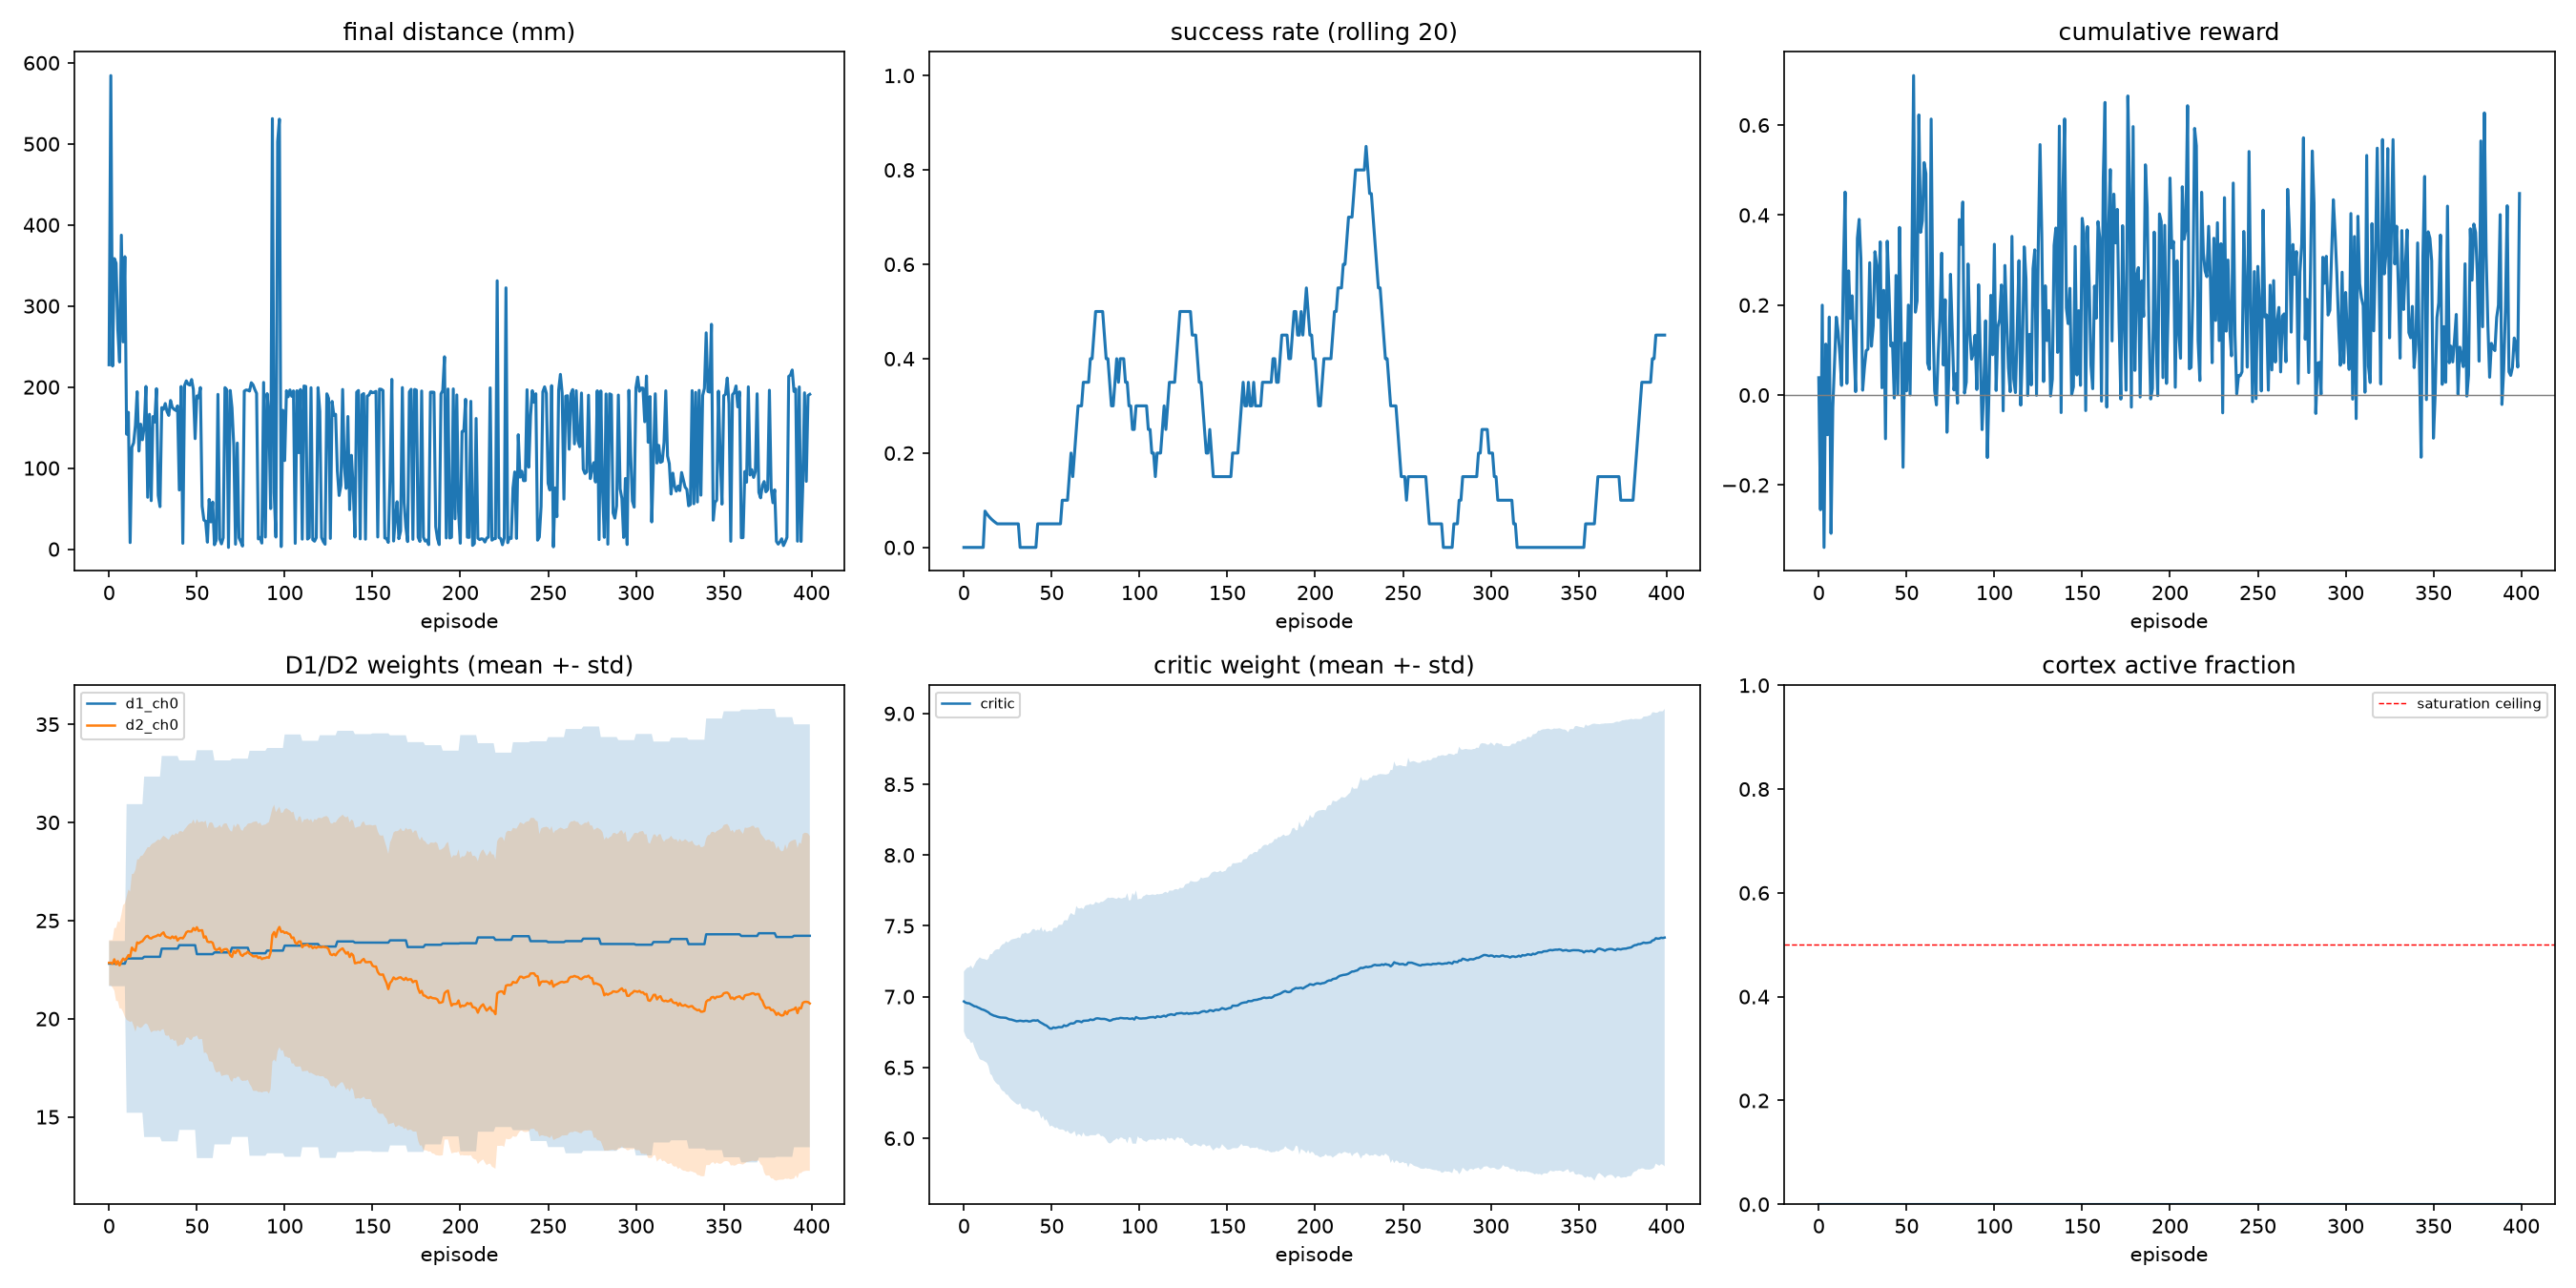 final distance (mm)
600
500
400
300
200
100
0
0 50 100 150 200 250 300 350 400
episode
success rate (rolling 20)
1.0
0.8
0.6
0.4
0.2
0.0
0 50 100 150 200 250 300 350 400
episode
cumulative reward
0.6
0.4
0.2
0.0
−0.2
0 50 100 150 200 250 300 350 400
episode
D1/D2 weights (mean +- std)
d1_ch0
d2_ch0
35
30
25
20
15
0 50 100 150 200 250 300 350 400
episode
critic weight (mean +- std)
critic
9.0
8.5
8.0
7.5
7.0
6.5
6.0
0 50 100 150 200 250 300 350 400
episode
cortex active fraction
saturation ceiling
1.0
0.8
0.6
0.4
0.2
0.0
0 50 100 150 200 250 300 350 400
episode